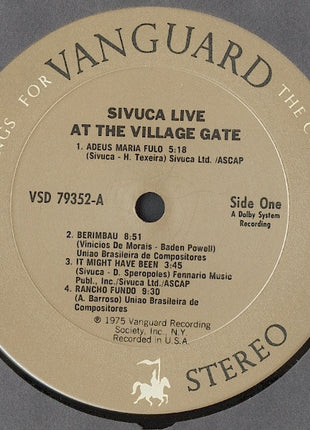 NGS FOR VANGUARD THE C
SIVUCA LIVE
AT THE VILLAGE GATE
1. ADEUS MARIA FULO 5:18
(Sivuca - H. Texeira) Sivuca Ltd. /ASCAP
VSD 79352-A
Side One
A Dolby System
Recording
2. BERIMBAU 8:51
(Vinicios De Morais - Baden Powell)
Uniao Brasileira de Compositores
3. IT MIGHT HAVE BEEN 3:45
(Sivuca - D. Speropoles) Fennario Music
Publ., Inc./Sivuca Ltd./ASCAP
4. RANCHO FUNDO 9:30
(A. Barroso) Uniao Brasileira de
Compositores
℗ 1975 Vanguard Recording
Society, Inc., N.Y.
Recorded in U.S.A.
STEREO